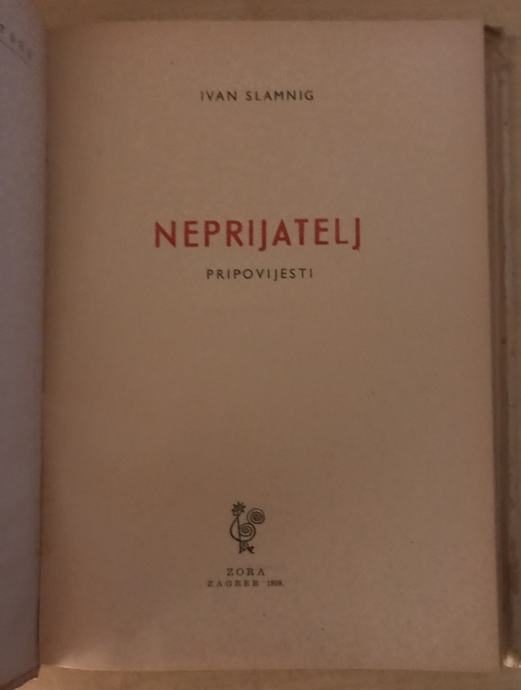 IVAN SLAMNIG
NEPRIJATELJ
PRIPOVIJESTI
ZORA
ZAGREB 1959.